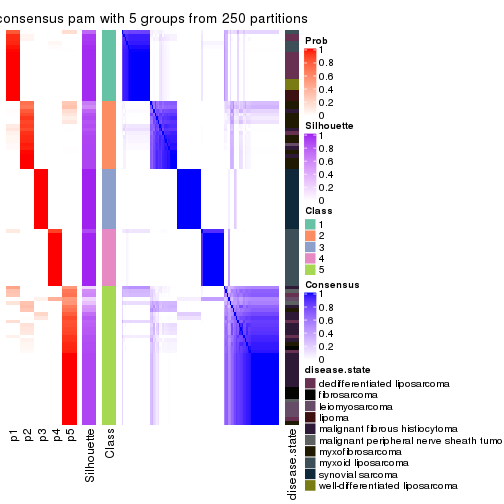 consensus pam with 5 groups from 250 partitions
Prob
1
0.8
0.6
0.4
0.2
0
Silhouette
1
0.8
0.6
0.4
0.2
0
Class
1
2
3
4
5
Consensus
1
0.8
0.6
0.4
0.2
0
disease.state
dedifferentiated liposarcoma
fibrosarcoma
leiomyosarcoma
lipoma
malignant fibrous histiocytoma
malignant peripheral nerve sheath tumo
myxofibrosarcoma
myxoid liposarcoma
synovial sarcoma
well-differentiated liposarcoma
p1
p2
p3
p4
p5
Silhouette
Class
disease.state